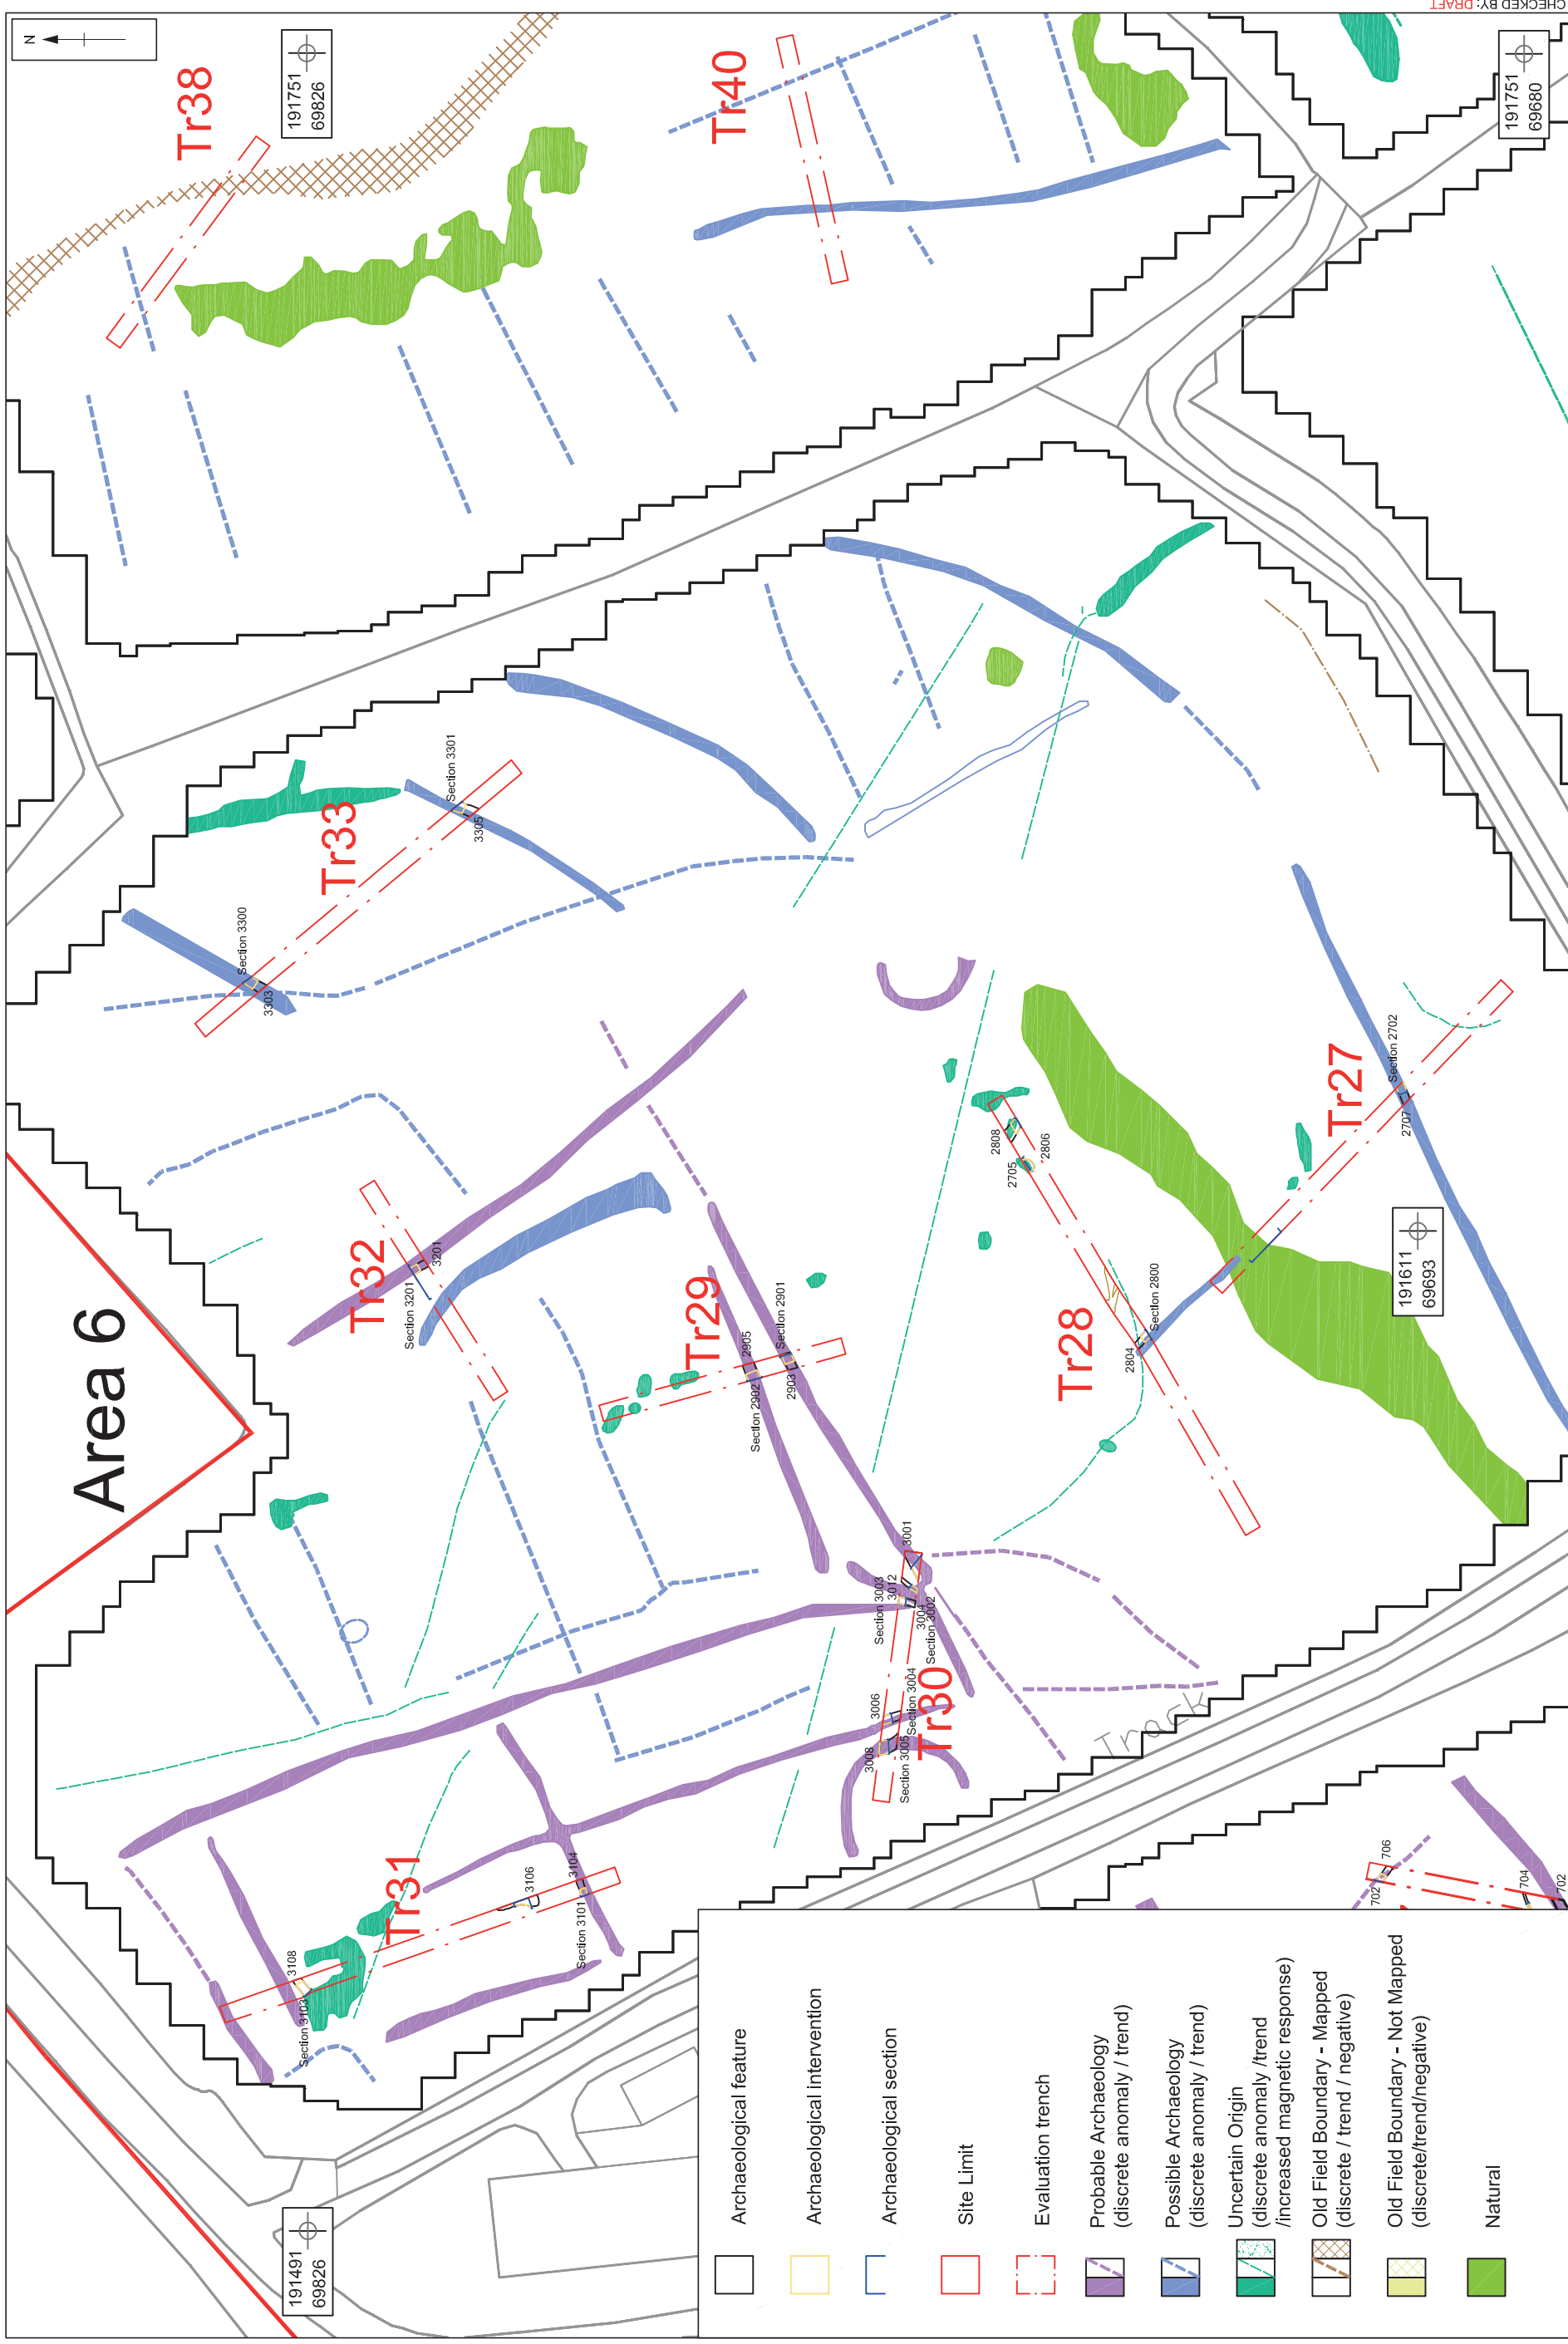 CHECKED BY: DRAFT
N
191751
69826
Tr38
Tr40
191751
69680
Area 6
Tr33
Section 3300
3303
Section 3301
3305
Tr32
Section 3201
3201
Tr29
2905
Section 2902
Section 2901
2903
Tr28
2808
2806
2705
2804
Section 2800
Tr27
Section 2702
2707
191611
69693
Tr31
3108
Section 3103
3106
3104
Section 3101
Tr30
3001
3012
Section 3003
3004
Section 3002
3006
Section 3004
3008
Section 3005
Track
706
702
704
702
191491
69826
Archaeological feature
Archaeological intervention
Archaeological section
Site Limit
Evaluation trench
Probable Archaeology
(discrete anomaly / trend)
Possible Archaeology
(discrete anomaly / trend)
Uncertain Origin
(discrete anomaly /trend
/increased magnetic response)
Old Field Boundary - Mapped
(discrete / trend / negative)
Old Field Boundary - Not Mapped
(discrete/trend/negative)
Natural